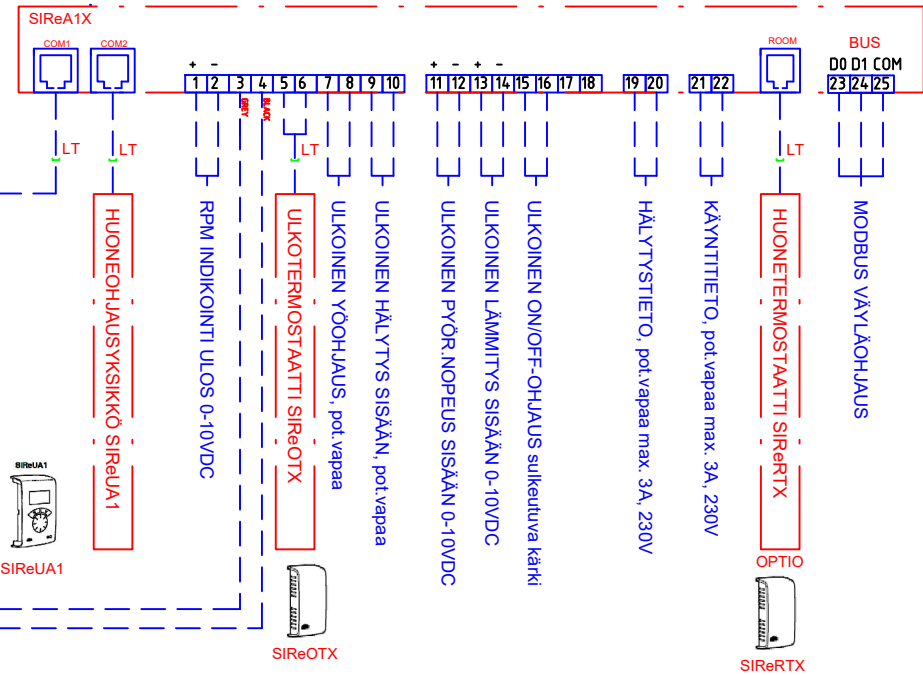 SIReA1X
COM1 COM2 ROOM BUS
+ - + - + - D0 D1 COM
1 2 3 4 5 6 7 8 9 10 11 12 13 14 15 16 17 18 19 20 21 22 23 24 25
GREY
BLACK
LT
LT
LT
LT
HUONEOHJAUSYKSIKKÖ SIReUA1
RPM INDIKOINTI ULOS 0-10VDC
ULKOTERMOSTAATTI SIReOTX
ULKOINEN YÖOHJAUS, pot.vapaa
ULKOINEN HÄLYTYS SISÄÄN, pot.vapaa
ULKOINEN PYÖR.NOPEUS SISÄÄN 0-10VDC
ULKOINEN LÄMMITYS SISÄÄN 0-10VDC
ULKOINEN ON/OFF-OHJAUS sulkeutuva kärki
HÄLYTYSTIETO, pot.vapaa max. 3A, 230V
KÄYNTITIETO, pot.vapaa max. 3A, 230V
HUONETERMOSTAATTI SIReRTX
MODBUS VÄYLÄOHJAUS
SIReUA1
SIReUA1
OPTIO
SIReOTX
SIReRTX